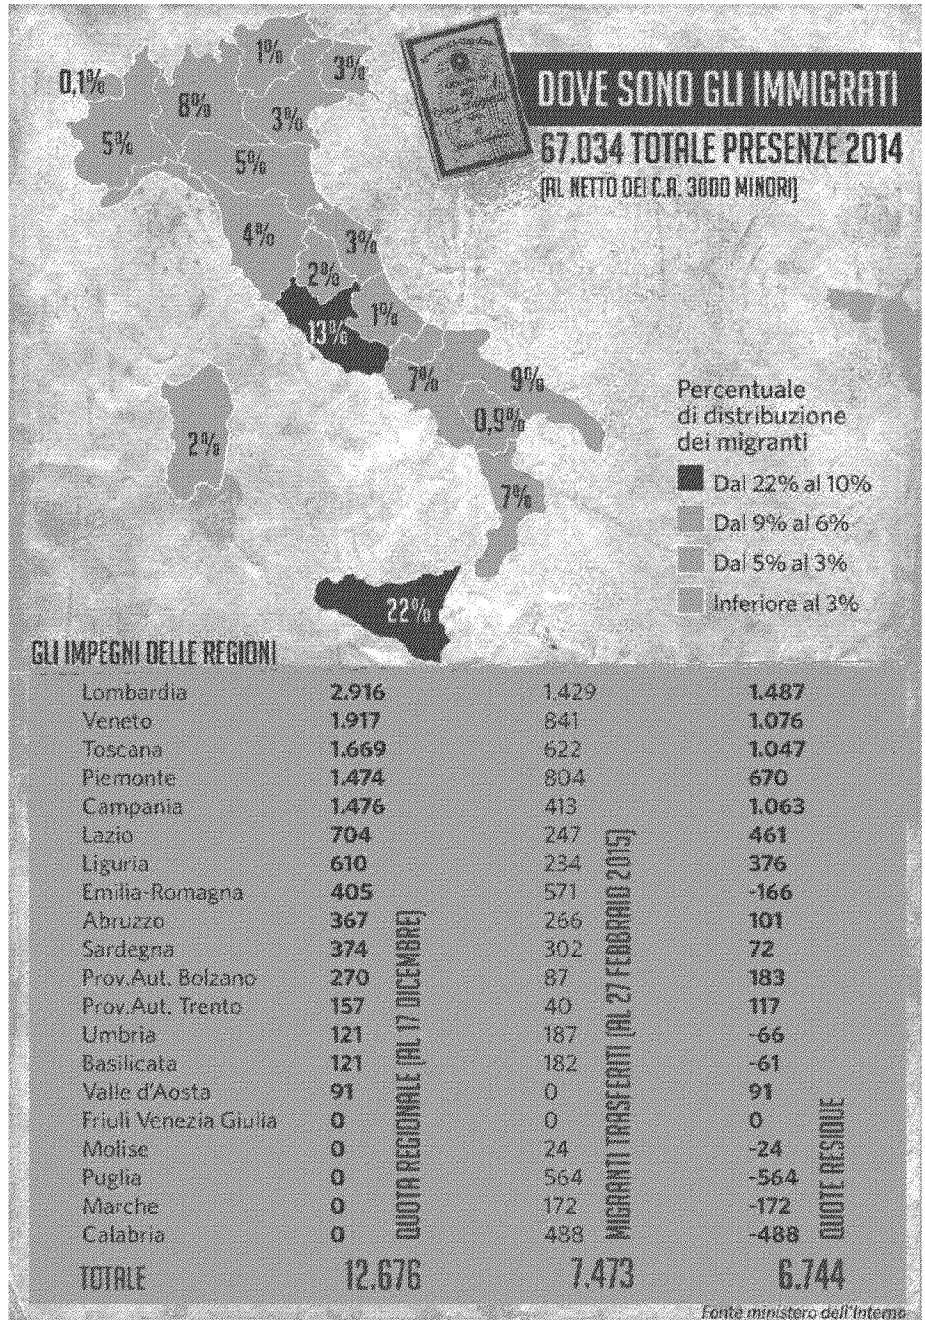 DOVE SONO GLI IMMIGRATI
67.034 TOTALE PRESENZE 2014
(AL NETTO DEI C.A. 3000 MINORI)
1%
3%
0,1%
8%
3%
5%
5%
4%
3%
2%
1%
13%
7%
9%
0,9%
2%
7%
22%
Percentuale
di distribuzione
dei migranti
Dal 22% al 10%
Dal 9% al 6%
Dal 5% al 3%
Inferiore al 3%
GLI IMPEGNI DELLE REGIONI
Lombardia 2.916 1.429 1.487
Veneto 1.917 841 1.076
Toscana 1.669 622 1.047
Piemonte 1.474 804 670
Campania 1.476 413 1.063
Lazio 704 247 461
Liguria 610 234 376
Emilia-Romagna 405 571 -166
Abruzzo 367 266 101
Sardegna 374 302 72
Prov.Aut. Bolzano 270 87 183
Prov.Aut. Trento 157 40 117
Umbria 121 187 -66
Basilicata 121 182 -61
Valle d'Aosta 91 0 91
Friuli Venezia Giulia 0 0 0
Molise 0 24 -24
Puglia 0 564 -564
Marche 0 172 -172
Calabria 0 488 -488
QUOTA REGIONALE (AL 17 DICEMBRE)
MIGRANTI TRASFERITI (AL 27 FEBBRAIO 2015)
QUOTE RESIDUE
TOTALE 12.676 7.473 6.744
Fonte ministero dell'Interno